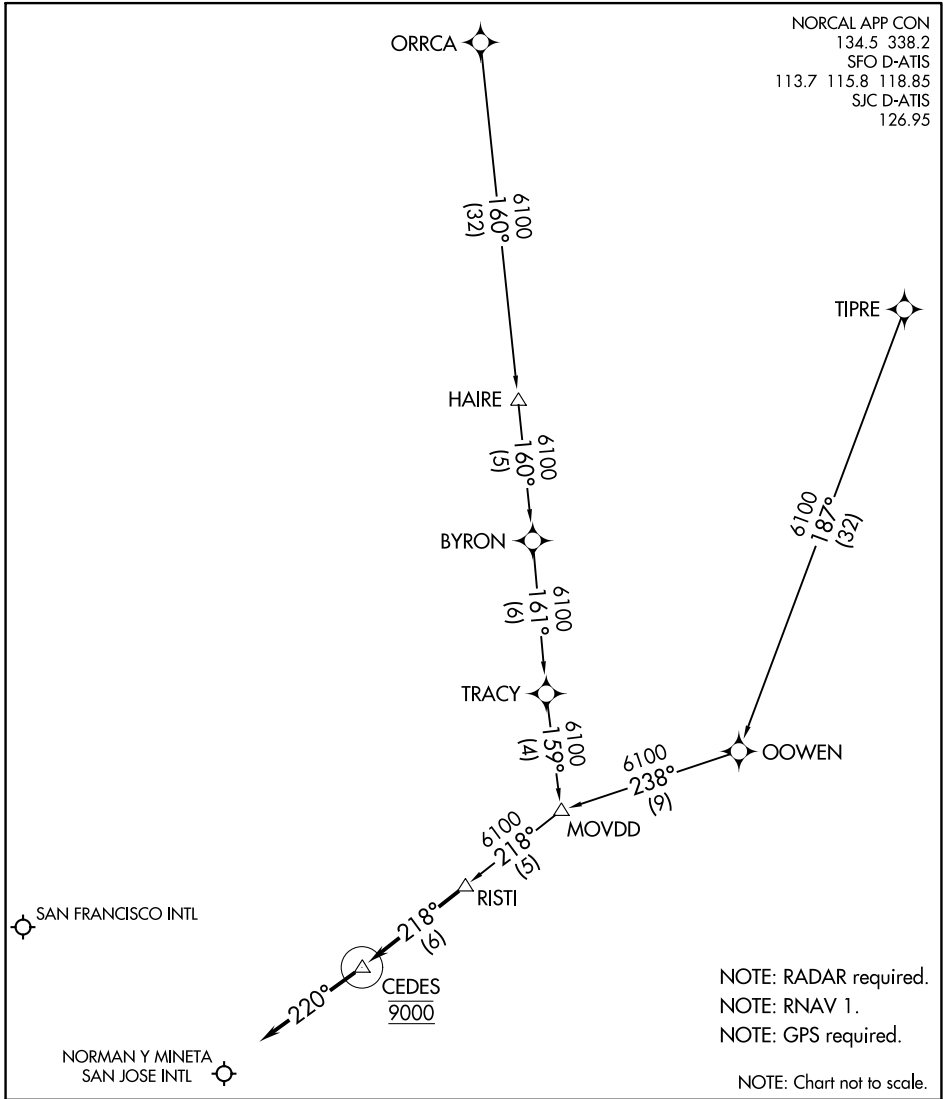 NORCAL APP CON
134.5 338.2
SFO D-ATIS
113.7 115.8 118.85
SJC D-ATIS
126.95
ORRCA
6100
160°
(32)
TIPRE
HAIRE
6100
160°
(5)
6100
187°
(32)
BYRON
6100
161°
(6)
TRACY
6100
159°
(4)
OOWEN
6100
238°
(9)
MOVDD
6100
218°
(5)
RISTI
SAN FRANCISCO INTL
218°
(6)
CEDES
9000
220°
NORMAN Y MINETA
SAN JOSE INTL
NOTE: RADAR required.
NOTE: RNAV 1.
NOTE: GPS required.
NOTE: Chart not to scale.